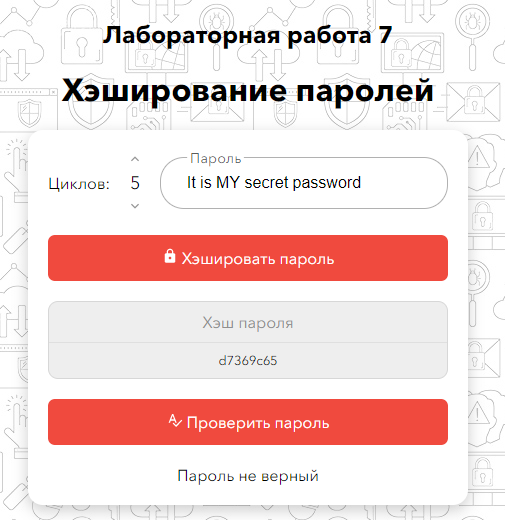 Лабораторная работа 7
Хэширование паролей
Пароль
Циклов: 5 It is MY secret password
Хэшировать пароль
Хэш пароля
d7369c65
Проверить пароль
Пароль не верный